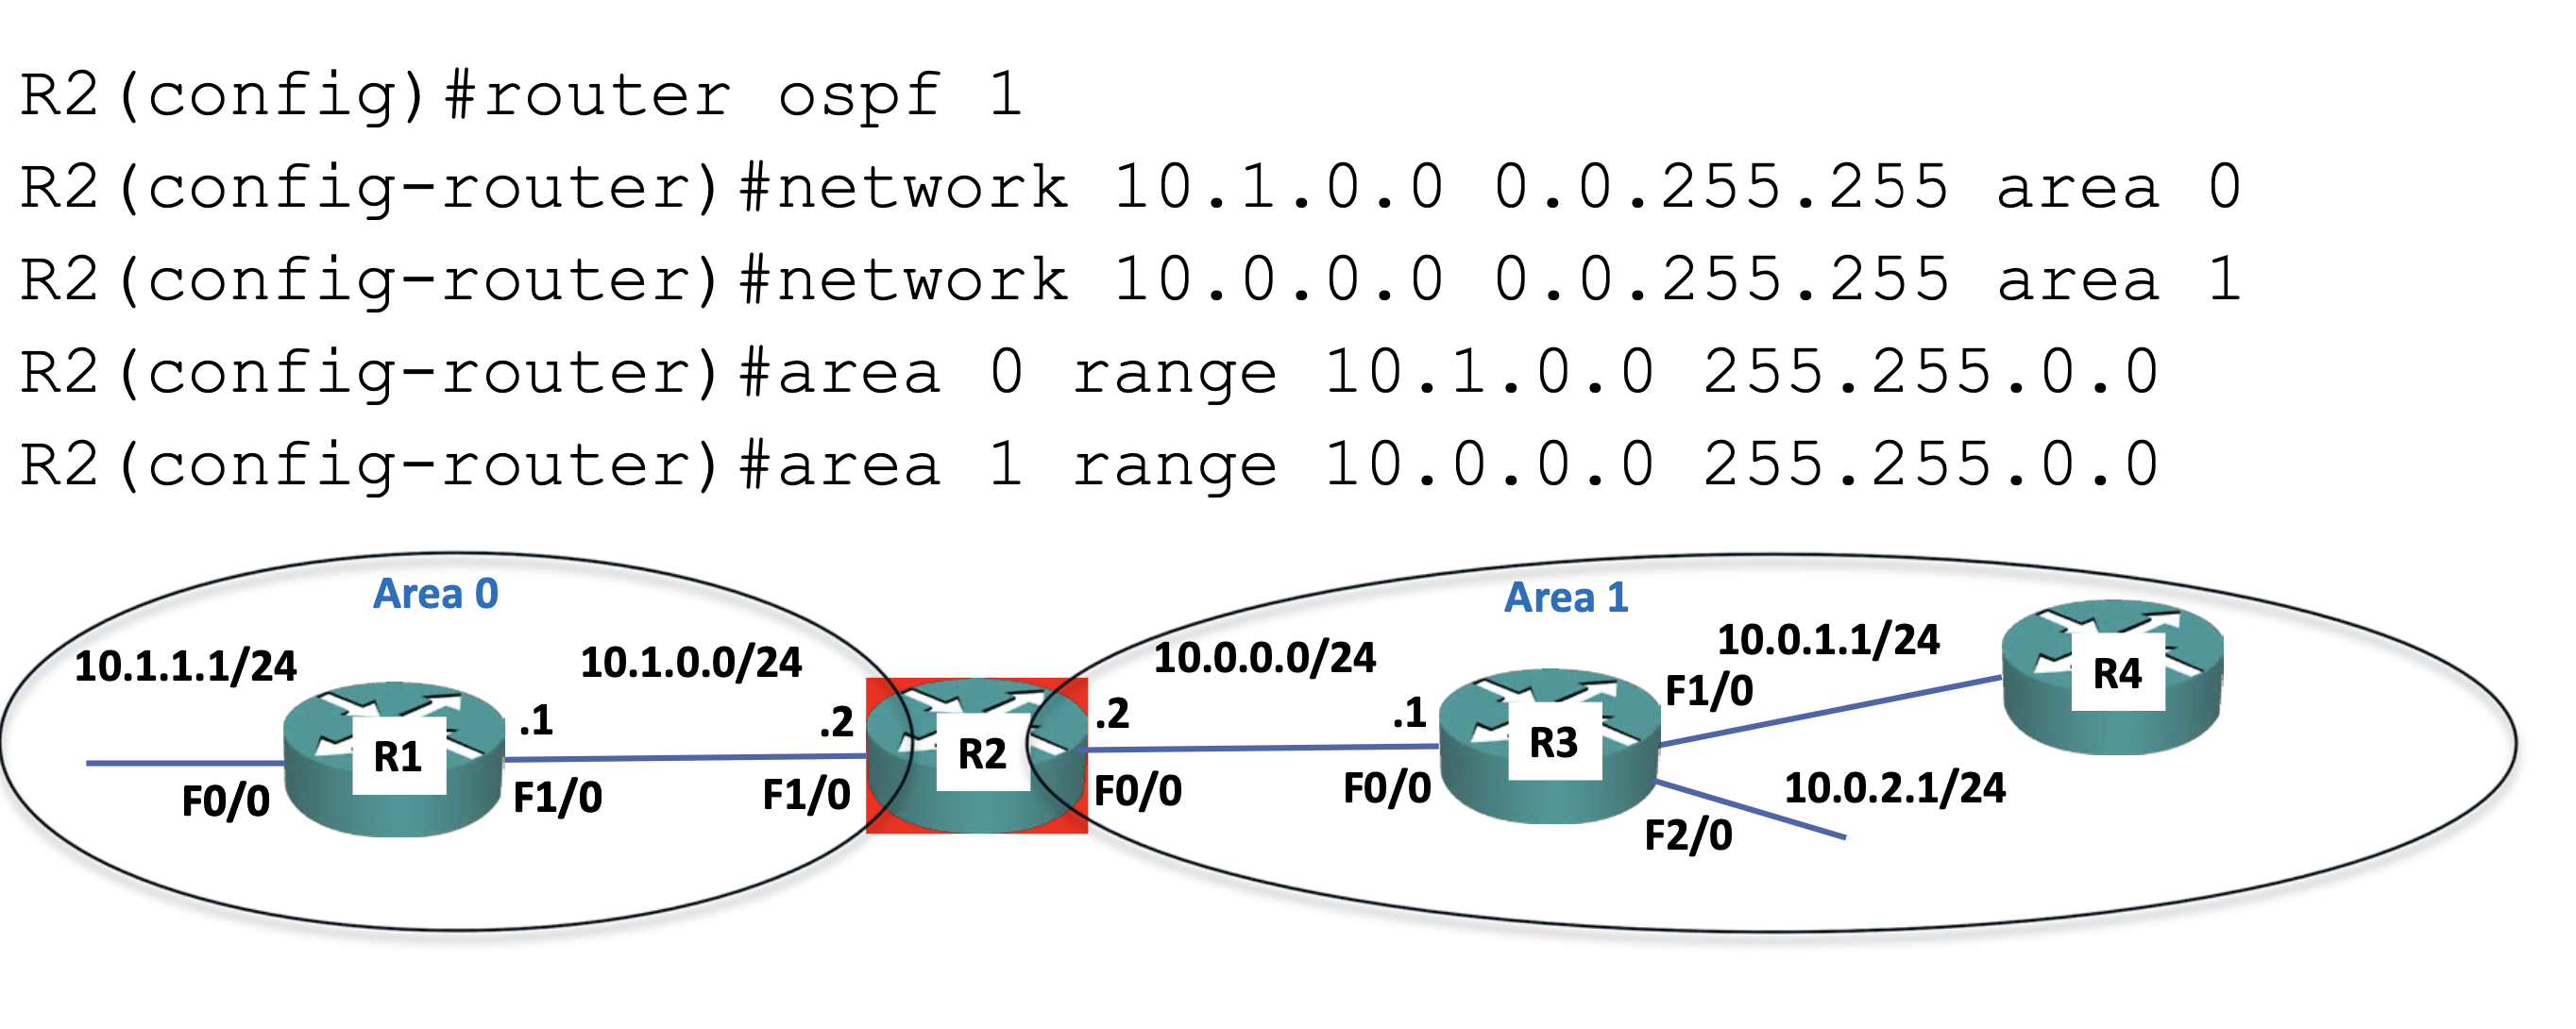 R2(config)#router ospf 1
R2(config-router)#network 10.1.0.0 0.0.255.255 area 0
R2(config-router)#network 10.0.0.0 0.0.255.255 area 1
R2(config-router)#area 0 range 10.1.0.0 255.255.0.0
R2(config-router)#area 1 range 10.0.0.0 255.255.0.0
Area 0
Area 1
10.1.1.1/24
10.1.0.0/24
10.0.0.0/24
10.0.1.1/24
R1
.1
.2
R2
.2
.1
R3
F1/0
R4
F0/0
F1/0
F1/0
F0/0
F0/0
10.0.2.1/24
F2/0